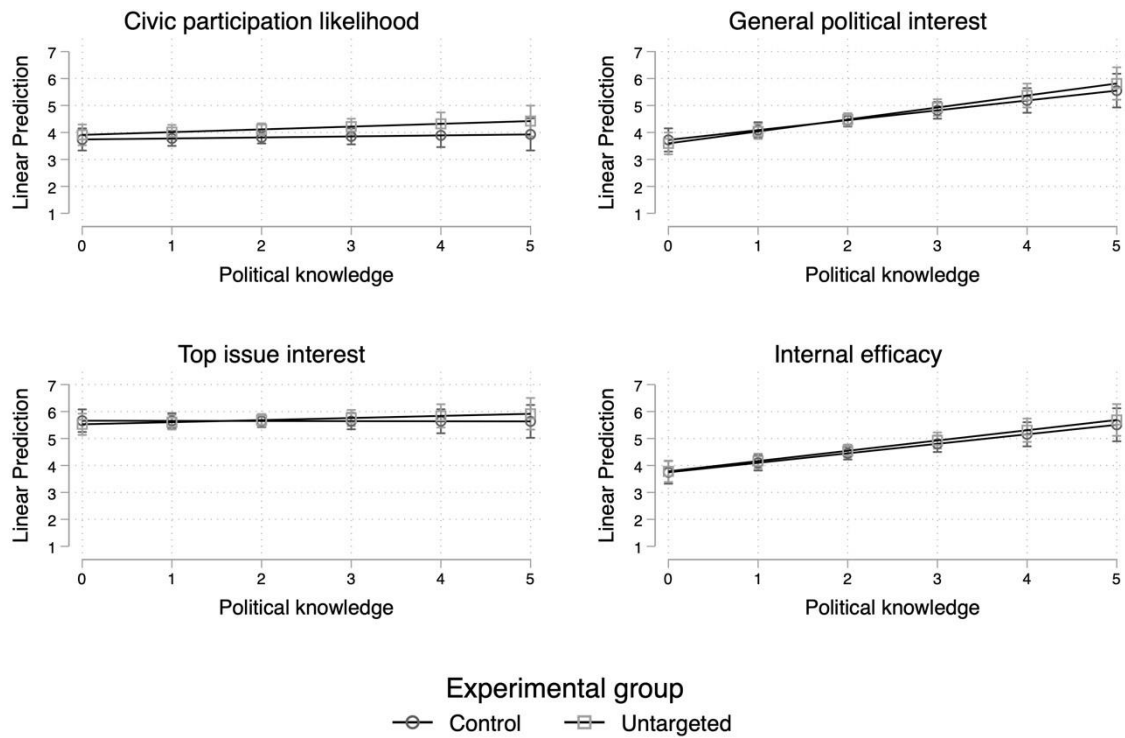 Civic participation likelihood
Linear Prediction
7
6
5
4
3
2
1
0 1 2 3 4 5
Political knowledge
General political interest
Linear Prediction
7
6
5
4
3
2
1
0 1 2 3 4 5
Political knowledge
Top issue interest
Linear Prediction
7
6
5
4
3
2
1
0 1 2 3 4 5
Political knowledge
Internal efficacy
Linear Prediction
7
6
5
4
3
2
1
0 1 2 3 4 5
Political knowledge
Experimental group
Control Untargeted